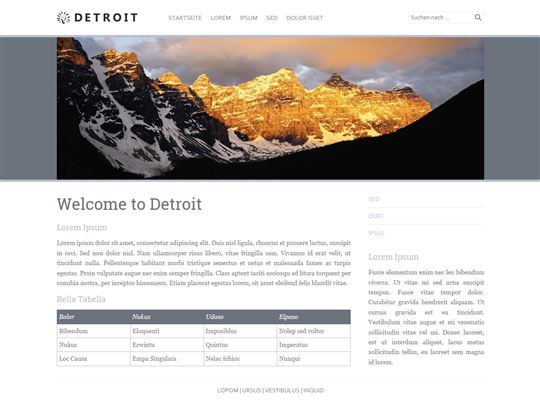 DETROIT
STARTSEITE LOREM IPSUM SED DOLOR ISSET
Suchen nach ...
Welcome to Detroit
Lorem Ipsum
Lorem ipsum dolor sit amet, consectetur adipiscing elit. Duis nisl ligula, rhoncus et posuere luctus, suscipit
in orci. Sed non dolor nisl. Nam ullamcorper risus libero, vitae fringilla sem. Vivamus id erat velit, ut
tincidunt nulla. Pellentesque habitant morbi tristique senectus et netus et malesuada fames ac turpis
egestas. Proin vulputate augue nec enim semper fringilla. Class aptent taciti sociosqu ad litora torquent per
conubia nostra, per inceptos himenaeos. Etiam placerat egestas lorem, sit amet eleifend felis blandit vitae.
Bella Tabella
Bolor Nukus Udoso Elpaso
Bibendum Eloquenti Imposiblus Nolep sed voltor
Nukus Erwintu Quintus Imperatus
Loc Causa Empa Singulara Nelac Ichios Nunqui
SED
QUID
IPSUS
Lorem Ipsum
Fusce elementum enim nec leo bibendum
viverra. Ut vitae mi sed urna suscipit
tempus. Fusce vitae tempor dolor.
Curabitur gravida hendrerit aliquam. Ut
cursus gravida est eu tincidunt.
Vestibulum vitae augue et mi venenatis
sollicitudin vitae vel mi. Donec laoreet,
est ut interdum aliquet, lacus metus
sollicitudin tellus, eu laoreet sem magna
id lorem.
LOPOM | URSUS | VESTIBULUS | INQUID